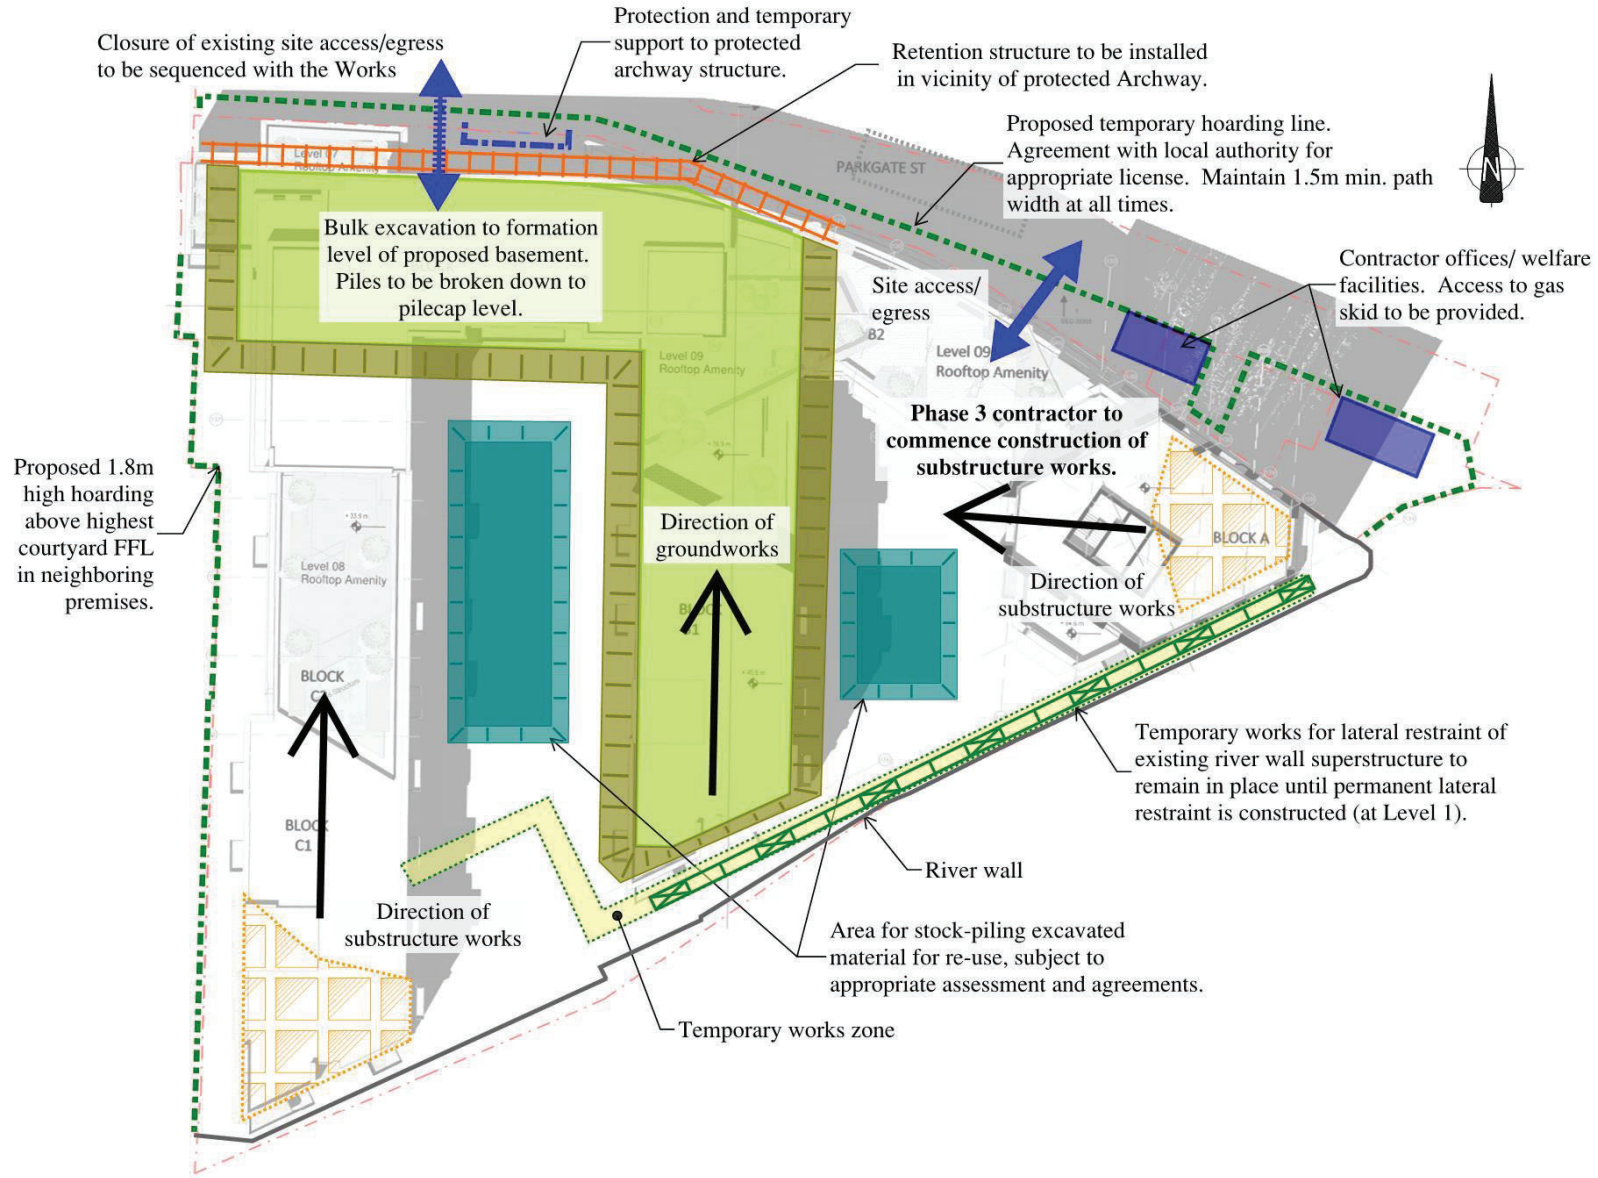 Protection and temporary
support to protected
archway structure.
Closure of existing site access/egress
to be sequenced with the Works
Retention structure to be installed
in vicinity of protected Archway.
Proposed temporary hoarding line.
Agreement with local authority for
appropriate license. Maintain 1.5m min. path
width at all times.
N
PARKGATE ST
Level 07
Rooftop Amenity
Bulk excavation to formation
level of proposed basement.
Piles to be broken down to
pilecap level.
Contractor offices/ welfare
facilities. Access to gas
skid to be provided.
Site access/
egress
B2
Level 09
Rooftop Amenity
Level 09
Rooftop Amenity
Phase 3 contractor to
commence construction of
substructure works.
Proposed 1.8m
high hoarding
above highest
courtyard FFL
in neighboring
premises.
Direction of
groundworks
BLOCK A
Level 08
Rooftop Amenity
Direction of
substructure works
BLOCK
B1
BLOCK
Temporary works for lateral restraint of
existing river wall superstructure to
remain in place until permanent lateral
restraint is constructed (at Level 1).
BLOCK
C1
River wall
Direction of
substructure works
Area for stock-piling excavated
material for re-use, subject to
appropriate assessment and agreements.
Temporary works zone